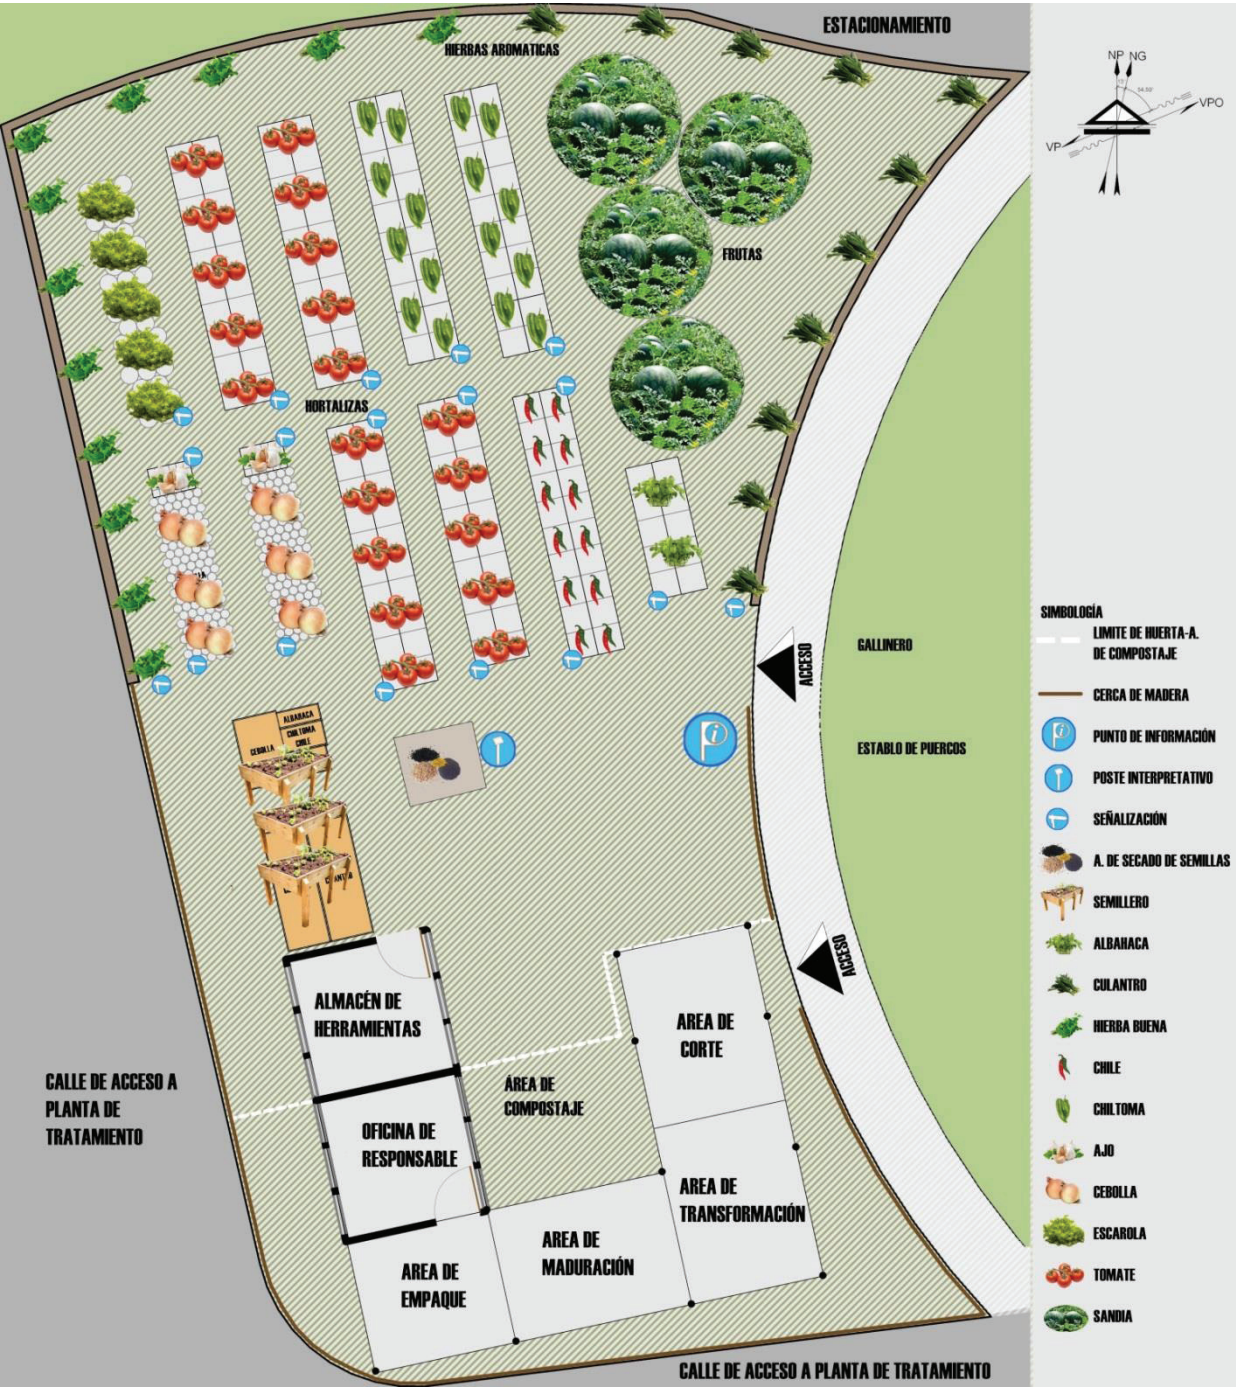 ESTACIONAMIENTO
HIERBAS AROMATICAS
NP NG
VPO
VP
FRUTAS
HORTALIZAS
ACCESO
GALLINERO
ESTABLO DE PUERCOS
ALBAHACA
CEBOLLA
CHILTOMA
CHILE
ACCESO
ALMACÉN DE
HERRAMIENTAS
AREA DE
CORTE
CALLE DE ACCESO A
PLANTA DE
TRATAMIENTO
ÁREA DE
COMPOSTAJE
OFICINA DE
RESPONSABLE
AREA DE
TRANSFORMACIÓN
AREA DE
MADURACIÓN
AREA DE
EMPAQUE
CALLE DE ACCESO A PLANTA DE TRATAMIENTO
SIMBOLOGÍA
LIMITE DE HUERTA-A.
DE COMPOSTAJE
CERCA DE MADERA
PUNTO DE INFORMACIÓN
POSTE INTERPRETATIVO
SEÑALIZACIÓN
A. DE SECADO DE SEMILLAS
SEMILLERO
ALBAHACA
CULANTRO
HIERBA BUENA
CHILE
CHILTOMA
AJO
CEBOLLA
ESCAROLA
TOMATE
SANDIA